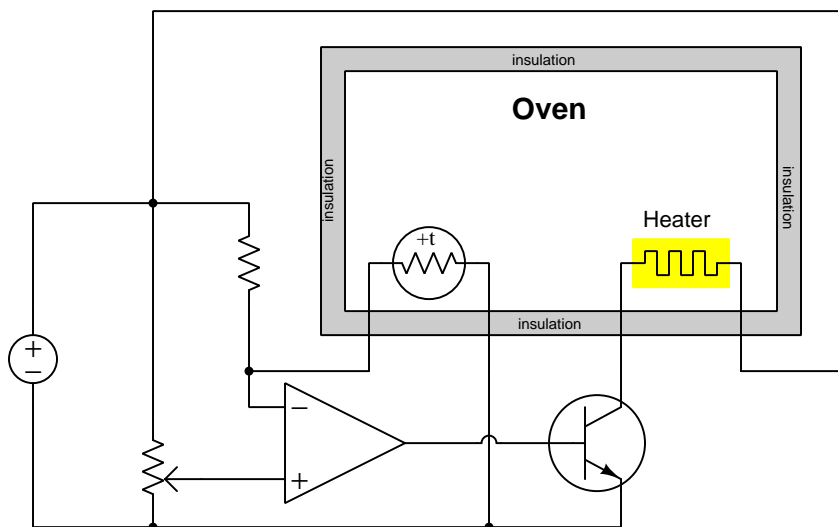 insulation
Oven
insulation
insulation
Heater
+t
insulation
+
−
−
+